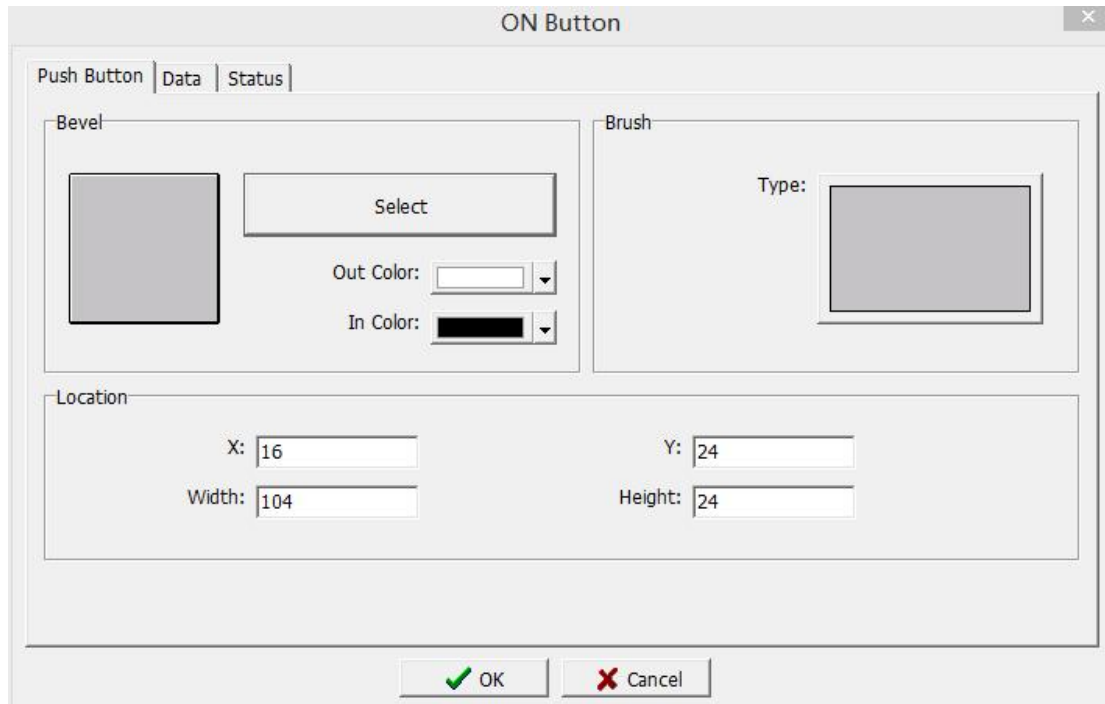 ON Button
Push Button Data Status
Bevel
Select
Out Color:
In Color:
Brush
Type:
Location
X: 16 Y: 24
Width: 104 Height: 24
OK Cancel